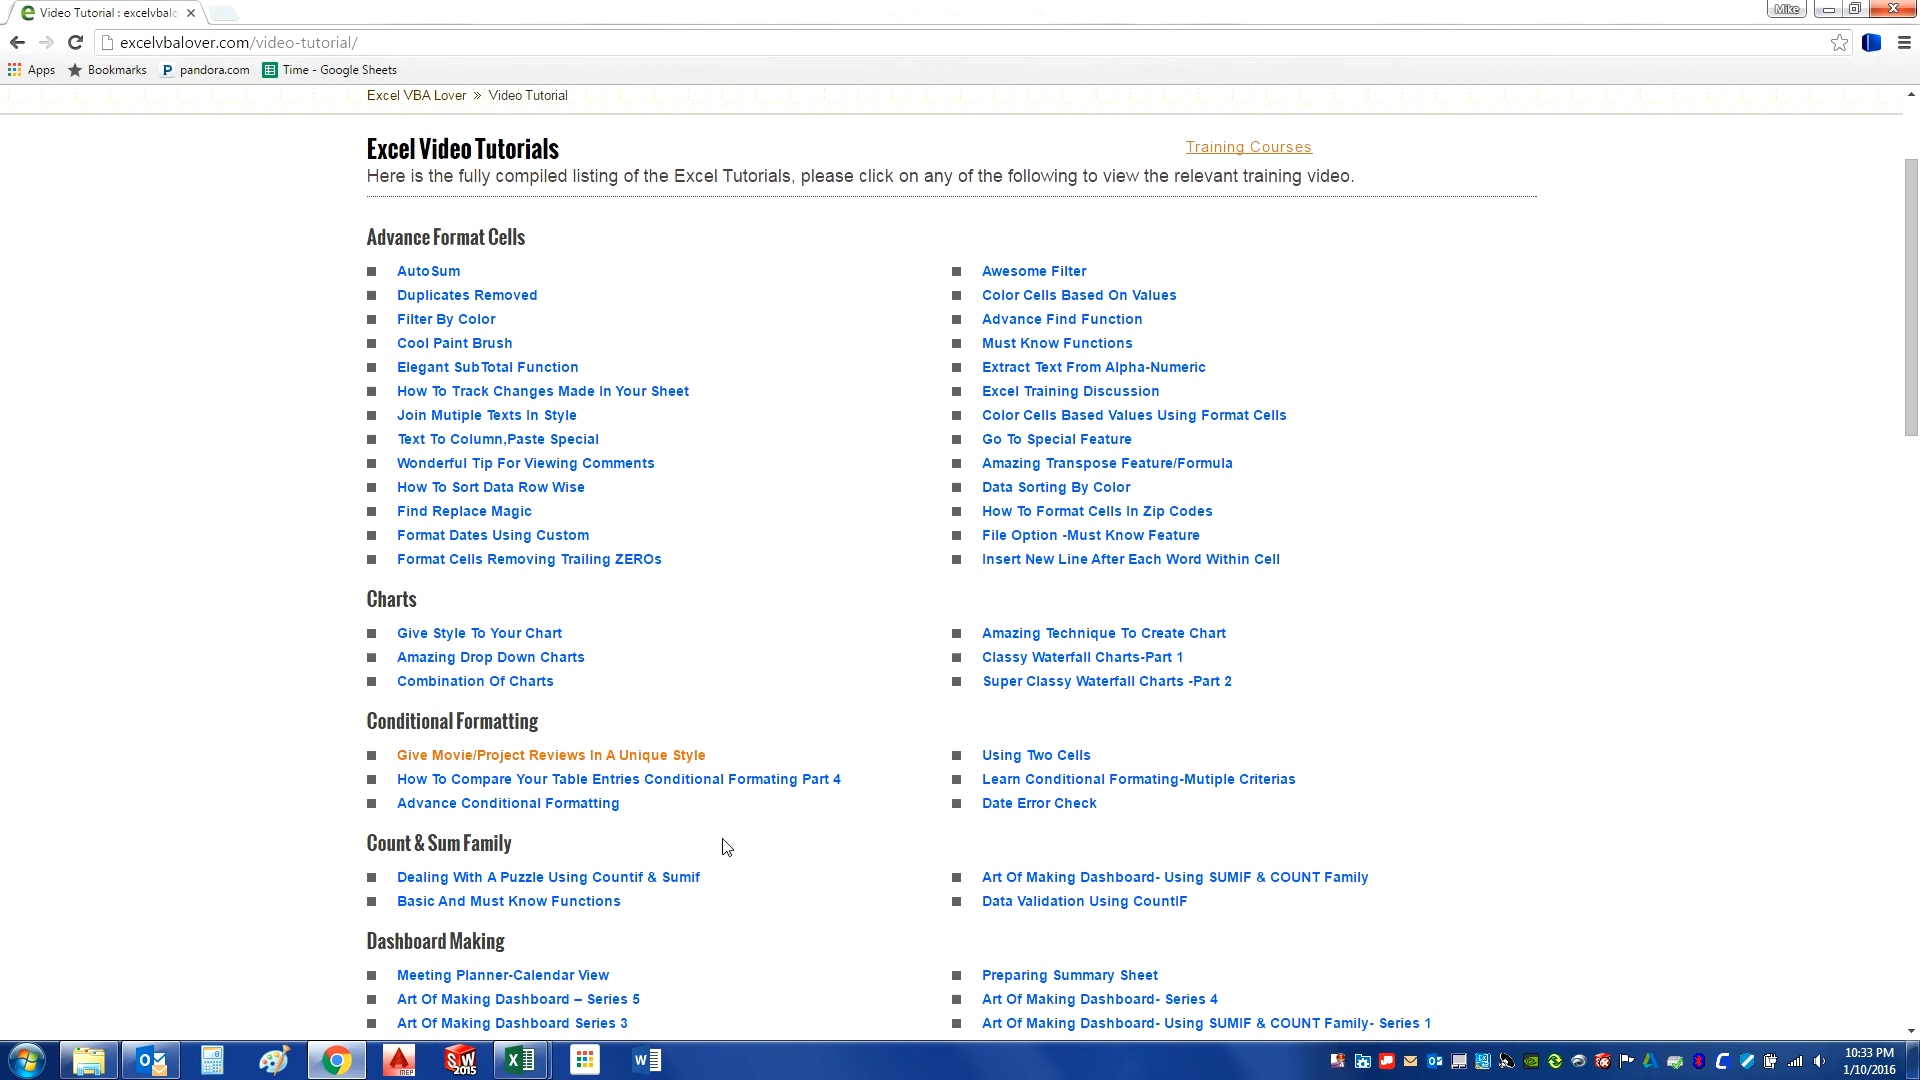 Video Tutorial : excelvbalo
Mike
excelvbalover.com/video-tutorial/
Apps Bookmarks pandora.com Time - Google Sheets
Excel VBA Lover » Video Tutorial
Excel Video Tutorials
Training Courses
Here is the fully compiled listing of the Excel Tutorials, please click on any of the following to view the relevant training video.
Advance Format Cells
AutoSum
Awesome Filter
Duplicates Removed
Color Cells Based On Values
Filter By Color
Advance Find Function
Cool Paint Brush
Must Know Functions
Elegant SubTotal Function
Extract Text From Alpha-Numeric
How To Track Changes Made In Your Sheet
Excel Training Discussion
Join Mutiple Texts In Style
Color Cells Based Values Using Format Cells
Text To Column,Paste Special
Go To Special Feature
Wonderful Tip For Viewing Comments
Amazing Transpose Feature/Formula
How To Sort Data Row Wise
Data Sorting By Color
Find Replace Magic
How To Format Cells In Zip Codes
Format Dates Using Custom
File Option -Must Know Feature
Format Cells Removing Trailing ZEROs
Insert New Line After Each Word Within Cell
Charts
Give Style To Your Chart
Amazing Technique To Create Chart
Amazing Drop Down Charts
Classy Waterfall Charts-Part 1
Combination Of Charts
Super Classy Waterfall Charts -Part 2
Conditional Formatting
Give Movie/Project Reviews In A Unique Style
Using Two Cells
How To Compare Your Table Entries Conditional Formating Part 4
Learn Conditional Formating-Mutiple Criterias
Advance Conditional Formatting
Date Error Check
Count & Sum Family
Dealing With A Puzzle Using Countif & Sumif
Art Of Making Dashboard- Using SUMIF & COUNT Family
Basic And Must Know Functions
Data Validation Using CountIF
Dashboard Making
Meeting Planner-Calendar View
Preparing Summary Sheet
Art Of Making Dashboard – Series 5
Art Of Making Dashboard- Series 4
Art Of Making Dashboard Series 3
Art Of Making Dashboard- Using SUMIF & COUNT Family- Series 1
MEP
SW
2015
10:33 PM
1/10/2016